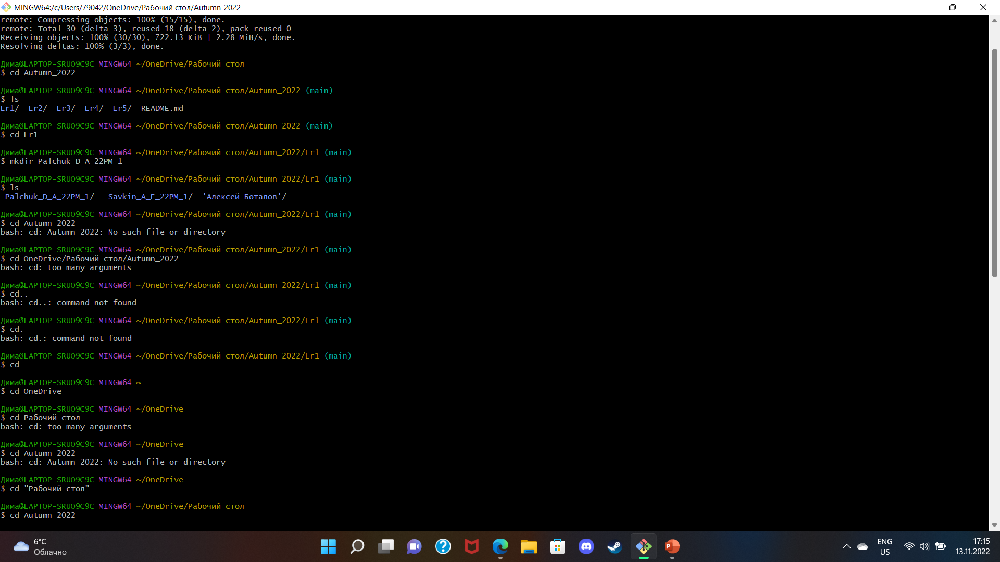 MINGW64:/c/Users/79042/OneDrive/Рабочий стол/Autumn_2022
remote: Compressing objects: 100% (15/15), done.
remote: Total 30 (delta 3), reused 18 (delta 2), pack-reused 0
Receiving objects: 100% (30/30), 722.13 KiB | 2.28 MiB/s, done.
Resolving deltas: 100% (3/3), done.
Дима@LAPTOP-SRUO9C9C MINGW64 ~/OneDrive/Рабочий стол
$ cd Autumn_2022
Дима@LAPTOP-SRUO9C9C MINGW64 ~/OneDrive/Рабочий стол/Autumn_2022 (main)
$ ls
Lr1/  Lr2/  Lr3/  Lr4/  Lr5/  README.md
Дима@LAPTOP-SRUO9C9C MINGW64 ~/OneDrive/Рабочий стол/Autumn_2022 (main)
$ cd Lr1
Дима@LAPTOP-SRUO9C9C MINGW64 ~/OneDrive/Рабочий стол/Autumn_2022/Lr1 (main)
$ mkdir Palchuk_D_A_22PM_1
Дима@LAPTOP-SRUO9C9C MINGW64 ~/OneDrive/Рабочий стол/Autumn_2022/Lr1 (main)
$ ls
Palchuk_D_A_22PM_1/   Savkin_A_E_22PM_1/  'Алексей Боталов'/
Дима@LAPTOP-SRUO9C9C MINGW64 ~/OneDrive/Рабочий стол/Autumn_2022/Lr1 (main)
$ cd Autumn_2022
bash: cd: Autumn_2022: No such file or directory
Дима@LAPTOP-SRUO9C9C MINGW64 ~/OneDrive/Рабочий стол/Autumn_2022/Lr1 (main)
$ cd OneDrive/Рабочий стол/Autumn_2022
bash: cd: too many arguments
Дима@LAPTOP-SRUO9C9C MINGW64 ~/OneDrive/Рабочий стол/Autumn_2022/Lr1 (main)
$ cd..
bash: cd..: command not found
Дима@LAPTOP-SRUO9C9C MINGW64 ~/OneDrive/Рабочий стол/Autumn_2022/Lr1 (main)
$ cd.
bash: cd.: command not found
Дима@LAPTOP-SRUO9C9C MINGW64 ~/OneDrive/Рабочий стол/Autumn_2022/Lr1 (main)
$ cd
Дима@LAPTOP-SRUO9C9C MINGW64 ~
$ cd OneDrive
Дима@LAPTOP-SRUO9C9C MINGW64 ~/OneDrive
$ cd Рабочий стол
bash: cd: too many arguments
Дима@LAPTOP-SRUO9C9C MINGW64 ~/OneDrive
$ cd Autumn_2022
bash: cd: Autumn_2022: No such file or directory
Дима@LAPTOP-SRUO9C9C MINGW64 ~/OneDrive
$ cd "Рабочий стол"
Дима@LAPTOP-SRUO9C9C MINGW64 ~/OneDrive/Рабочий стол
$ cd Autumn_2022
6°C
Облачно
P
ENG
US
17:15
13.11.2022